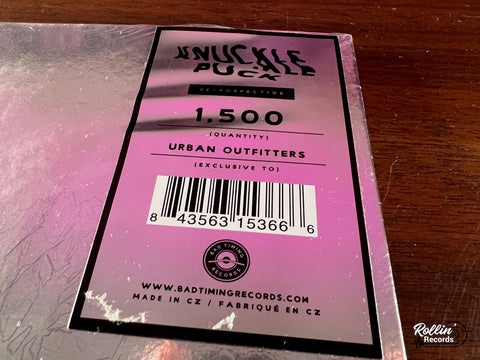 KNUCKLE
PUCK
RETROSPECTIVE
1,500
(QUANTITY)
URBAN OUTFITTERS
(EXCLUSIVE TO)
8 43563 15366 6
BAD TIMING
RECORDS
WWW.BADTIMINGRECORDS.COM
MADE IN CZ / FABRIQUÉ EN CZ
Rollin'
Records